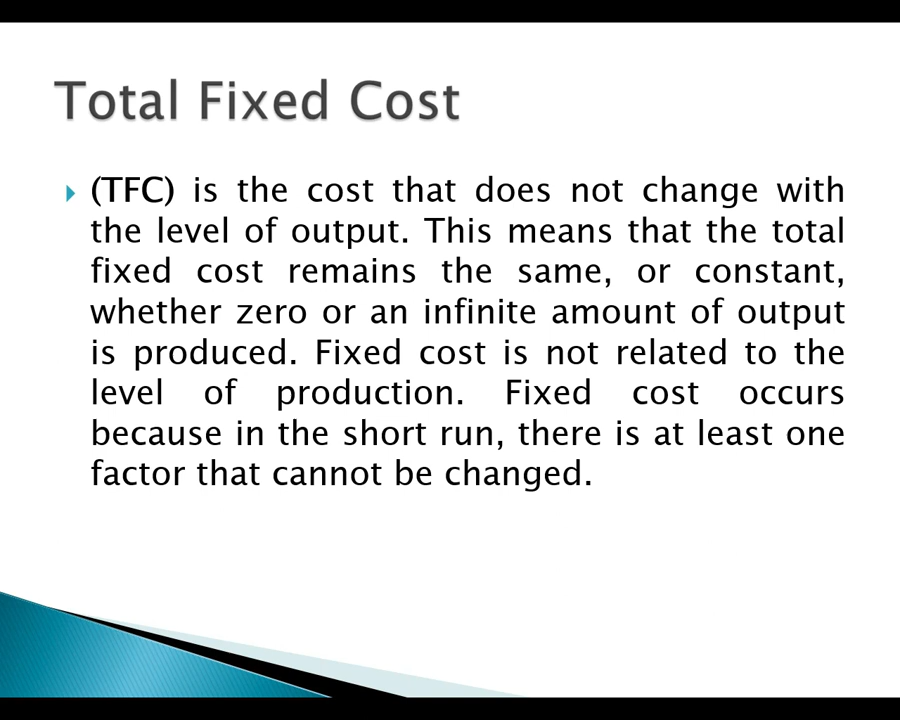 Total Fixed Cost
(TFC) is the cost that does not change with
the level of output. This means that the total
fixed cost remains the same, or constant,
whether zero or an infinite amount of output
is produced. Fixed cost is not related to the
level of production. Fixed cost occurs
because in the short run, there is at least one
factor that cannot be changed.